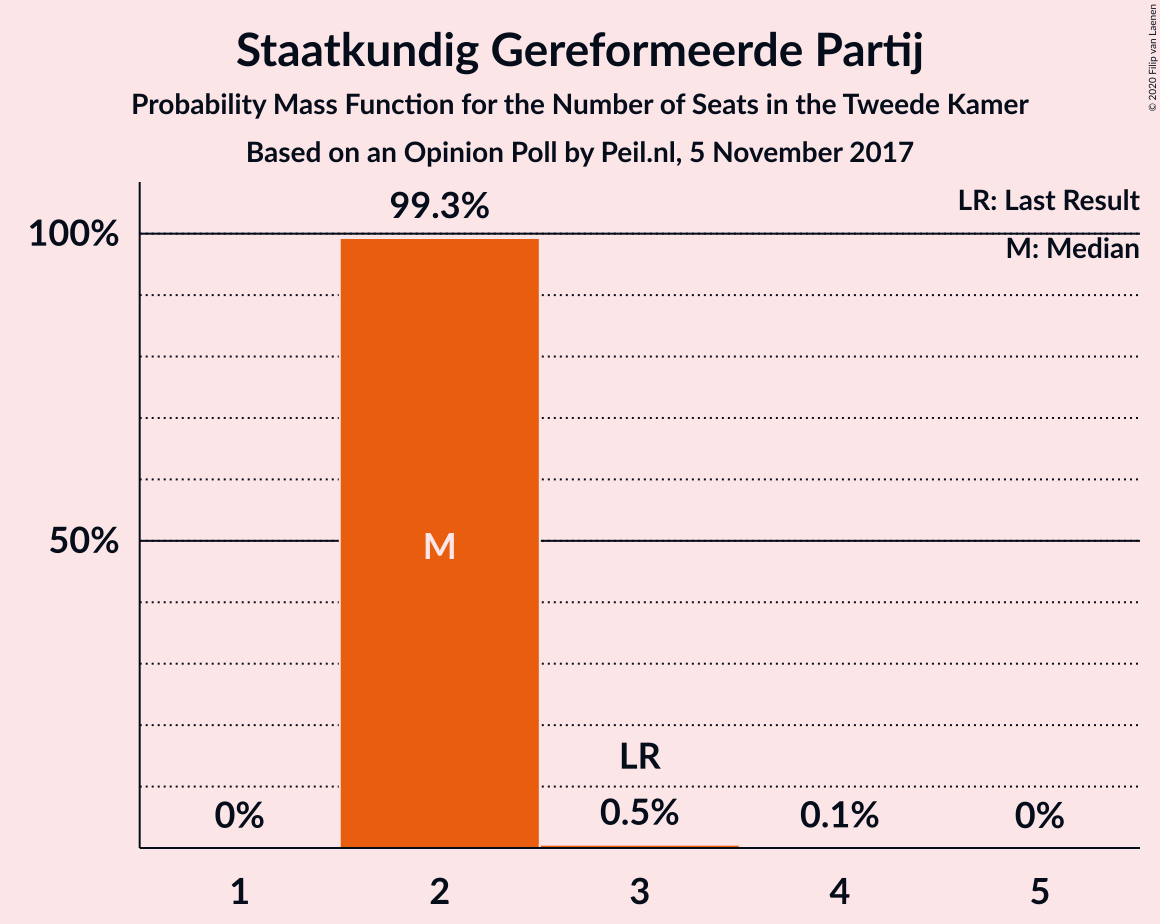 Staatkundig Gereformeerde Partij
Probability Mass Function for the Number of Seats in the Tweede Kamer
Based on an Opinion Poll by Peil.nl, 5 November 2017
© 2020 Filip van Laenen
LR: Last Result
M: Median
100%
50%
99.3%
M
LR
0%
0.5%
0.1%
0%
1
2
3
4
5